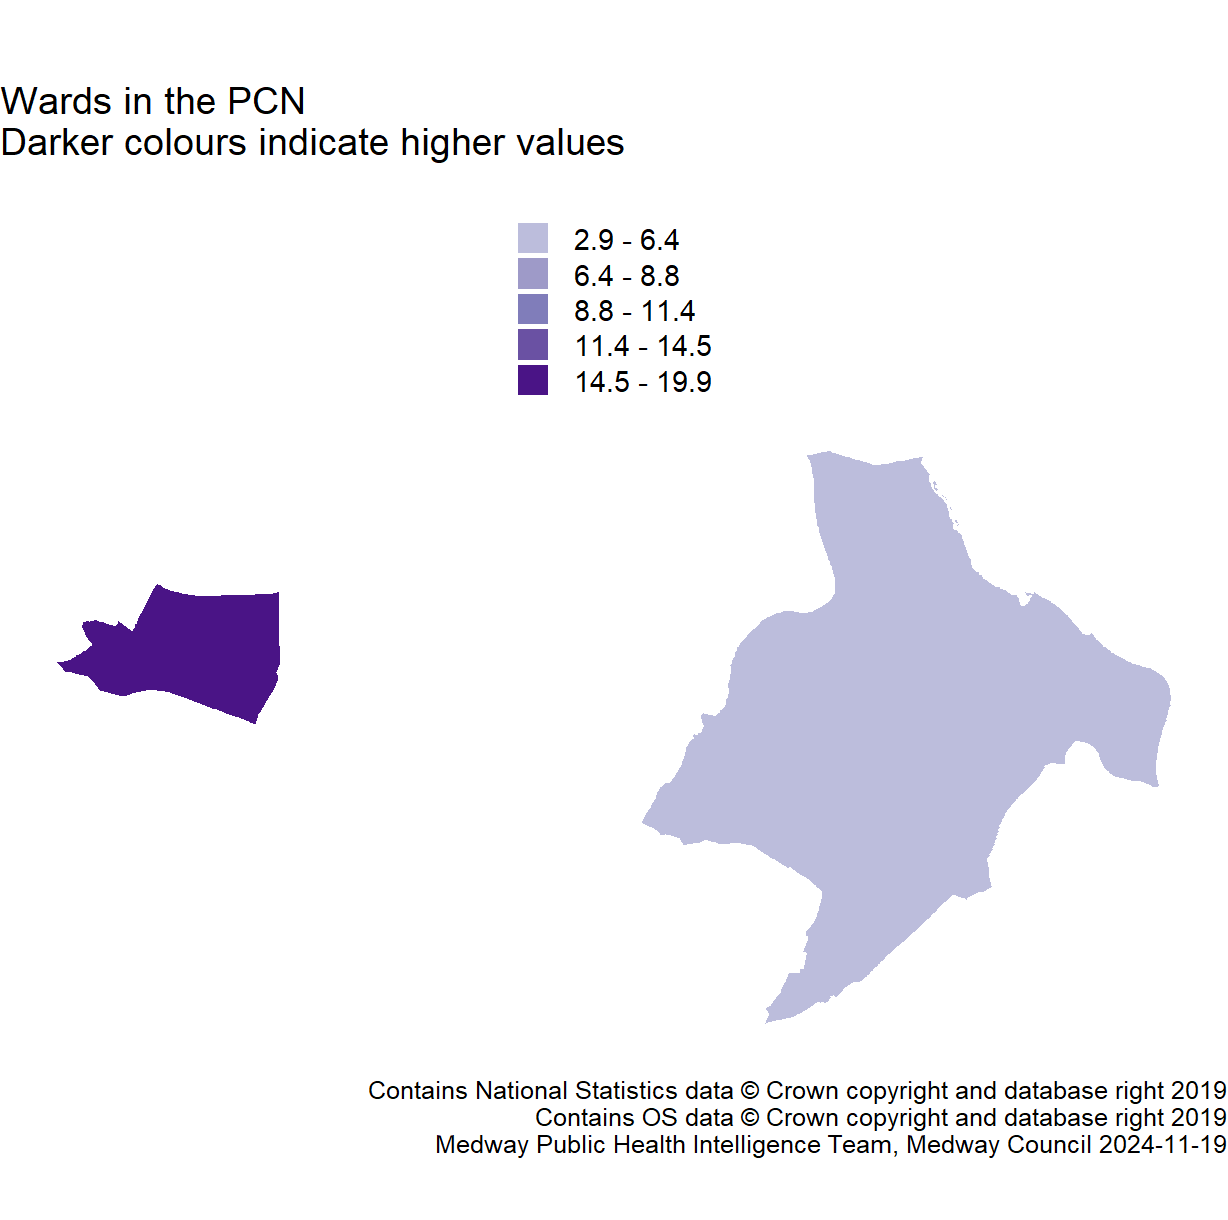 Wards in the PCN
Darker colours indicate higher values
2.9 - 6.4
6.4 - 8.8
8.8 - 11.4
11.4 - 14.5
14.5 - 19.9
Contains National Statistics data © Crown copyright and database right 2019
Contains OS data © Crown copyright and database right 2019
Medway Public Health Intelligence Team, Medway Council 2024-11-19